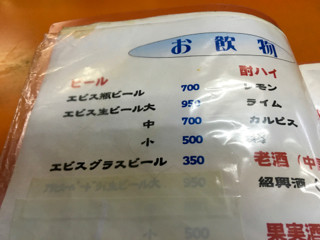 お飲物
ビール
エビス瓶ビール 700
エビス生ビール大 950
中 700
小 500
エビスグラスビール 350
酎ハイ
レモン
ライム
カルピス
老酒（中
紹興酒（
果実酒